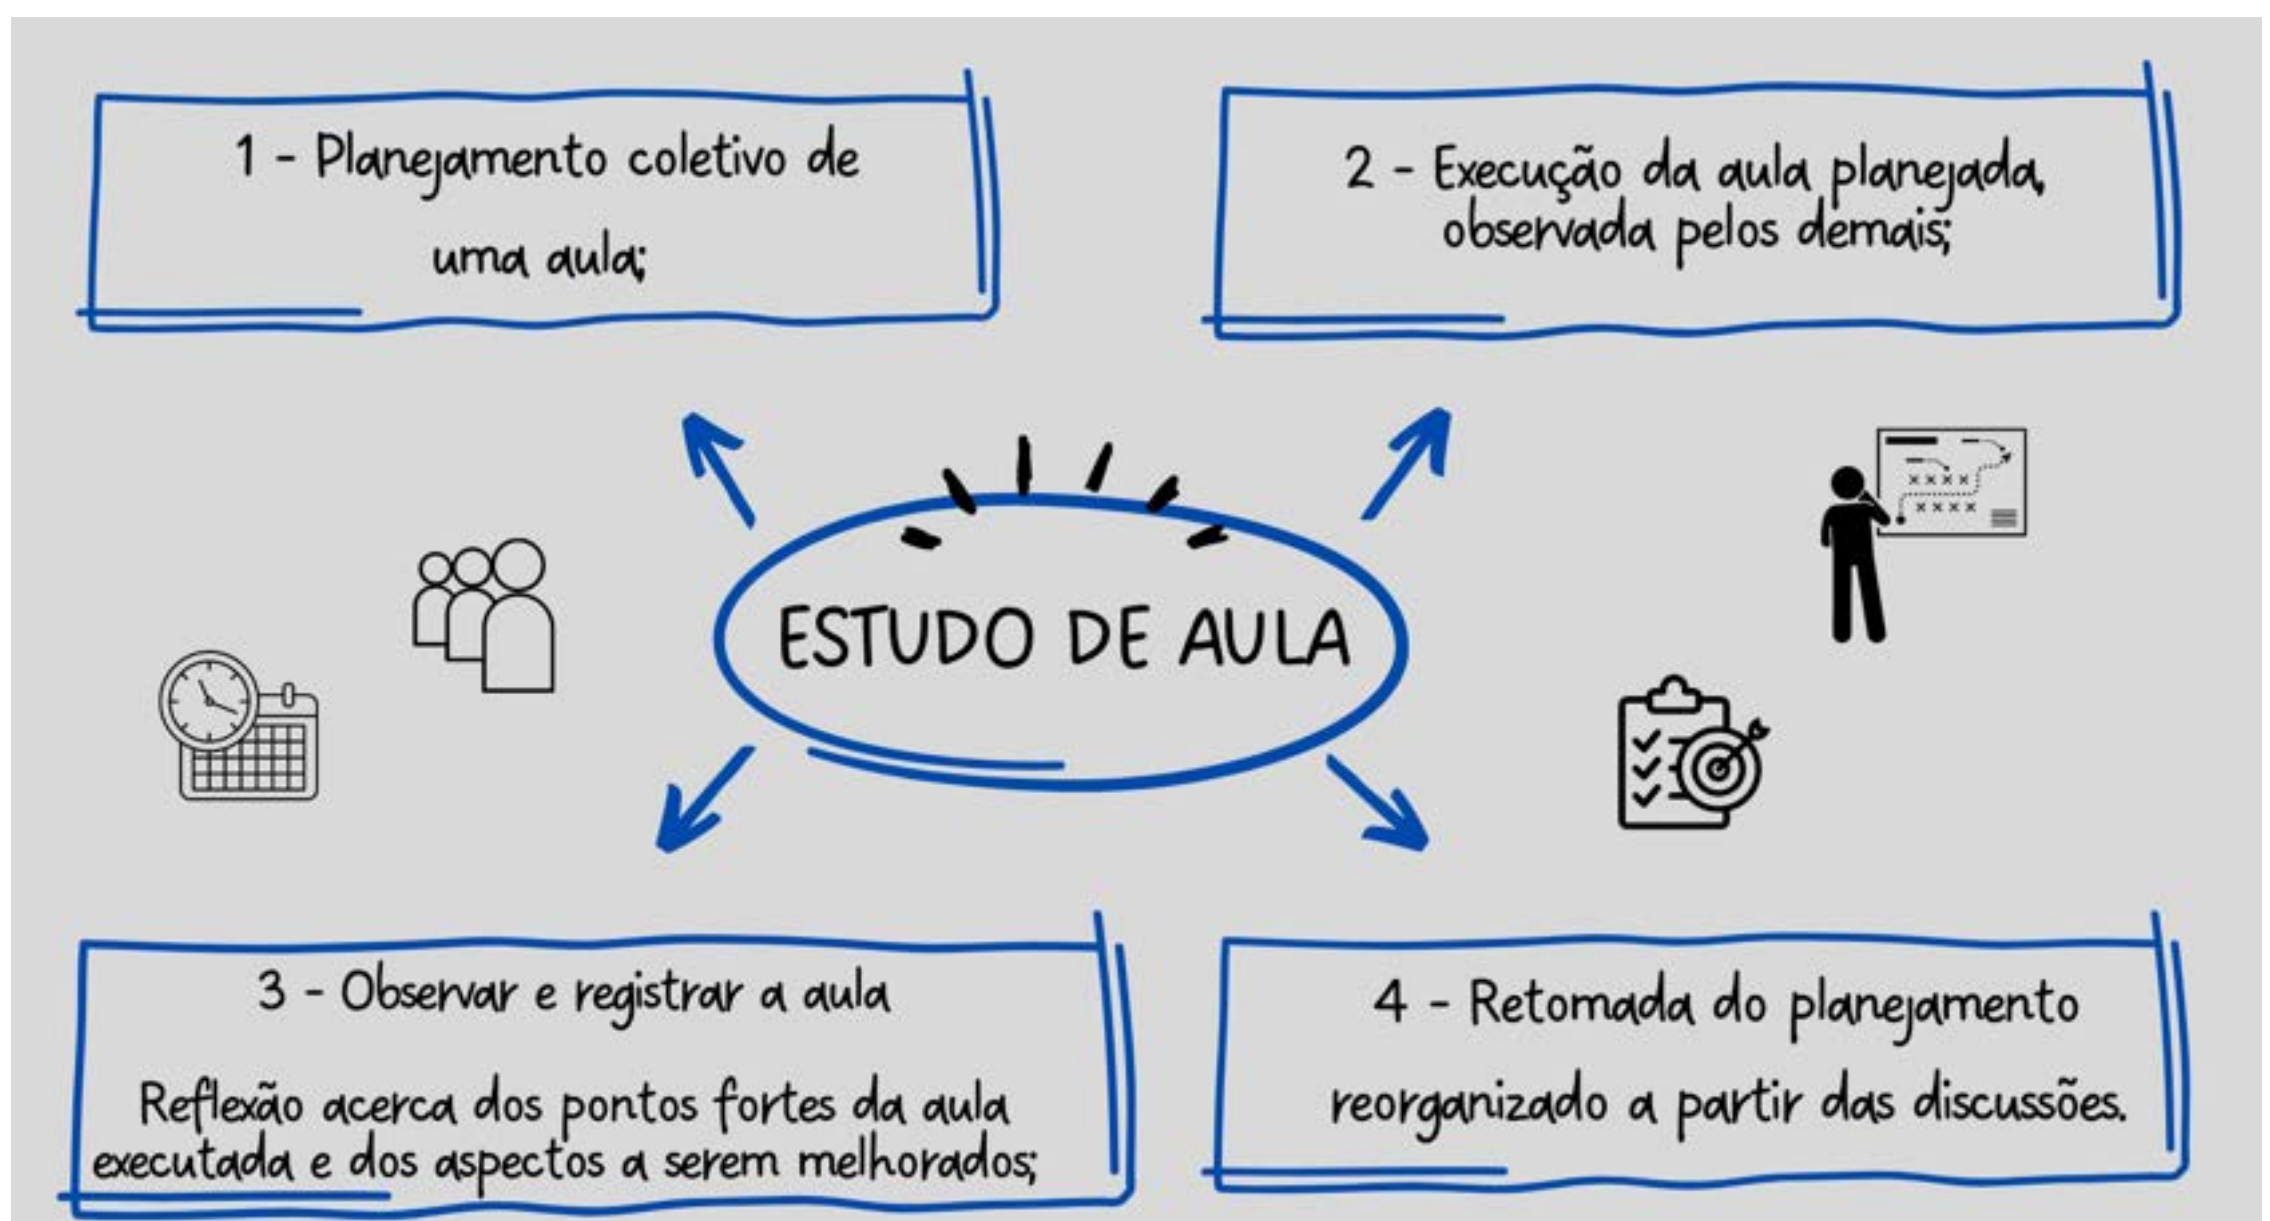 1 - Planejamento coletivo de
uma aula;
2 - Execução da aula planejada,
observada pelos demais;
ESTUDO DE AULA
3 - Observar e registrar a aula
Reflexão acerca dos pontos fortes da aula
executada e dos aspectos a serem melhorados;
4 - Retomada do planejamento
reorganizado a partir das discussões.